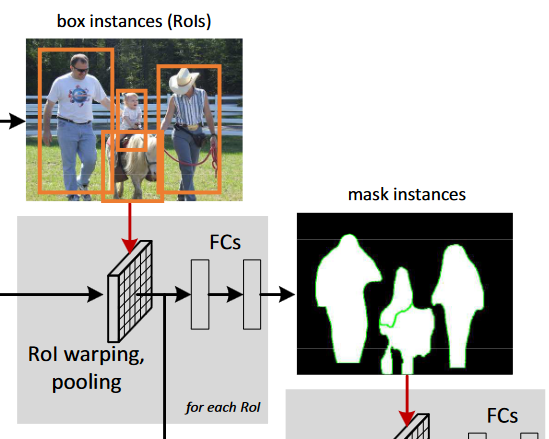 box instances (RoIs)
mask instances
FCs
RoI warping,
pooling
for each RoI
FCs